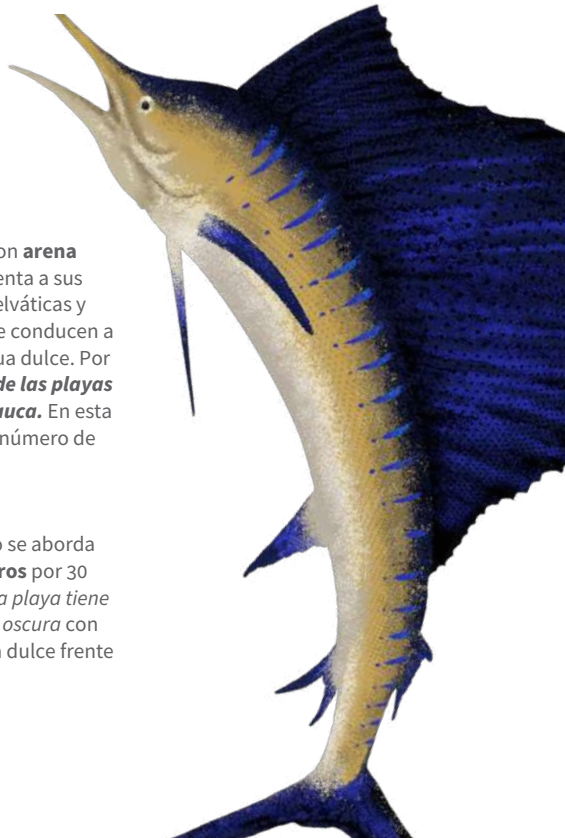 on arena
enta a sus
elváticas y
e conducen a
ua dulce. Por
de las playas
uca. En esta
número de
o se aborda
ros por 30
a playa tiene
oscura con
a dulce frente